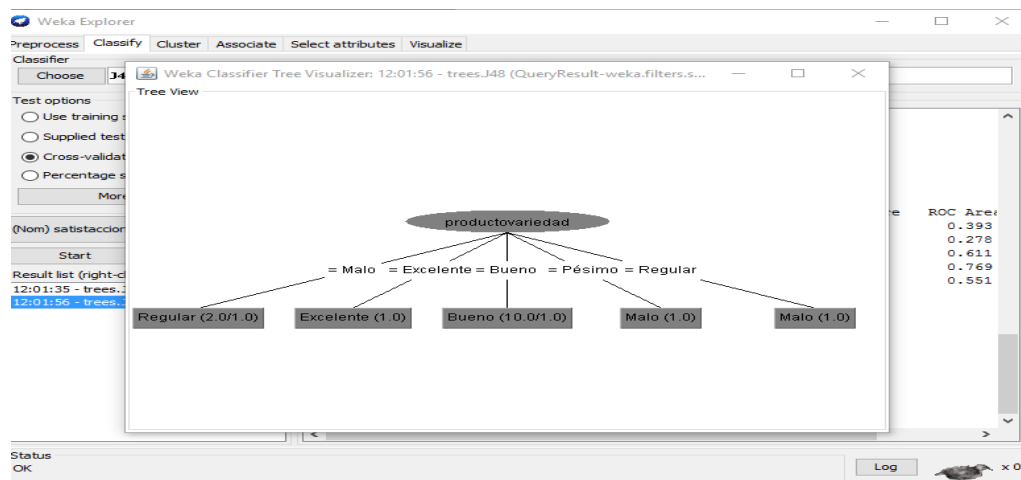 Weka Explorer
Preprocess Classify Cluster Associate Select attributes Visualize
Classifier
Choose J4
Weka Classifier Tree Visualizer: 12:01:56 - trees.J48 (QueryResult-weka.filters.s...
Tree View
Test options
Use training s
Supplied test
Cross-validat
Percentage s
More
(Nom) satistaccior
Start
Result list (right-cl
12:01:35 - trees.J
12:01:56 - trees.J
productovariedad
= Malo = Excelente = Bueno = Pésimo = Regular
Regular (2.0/1.0) Excelente (1.0) Bueno (10.0/1.0) Malo (1.0) Malo (1.0)
e ROC Area
0.393
0.278
0.611
0.769
0.551
Status
OK
Log x 0